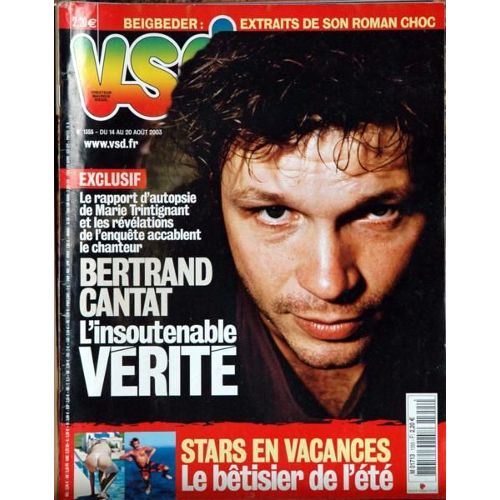 2,20 €
BEIGBEDER : EXTRAITS DE SON ROMAN CHOC
VSD
N° 1355 - DU 14 AU 20 AOÛT 2003
www.vsd.fr
EXCLUSIF
Le rapport d'autopsie
de Marie Trintignant
et les révélations
de l'enquête accablent
le chanteur
BERTRAND
CANTAT
L'insoutenable
VÉRITÉ
STARS EN VACANCES
Le bêtisier de l'été